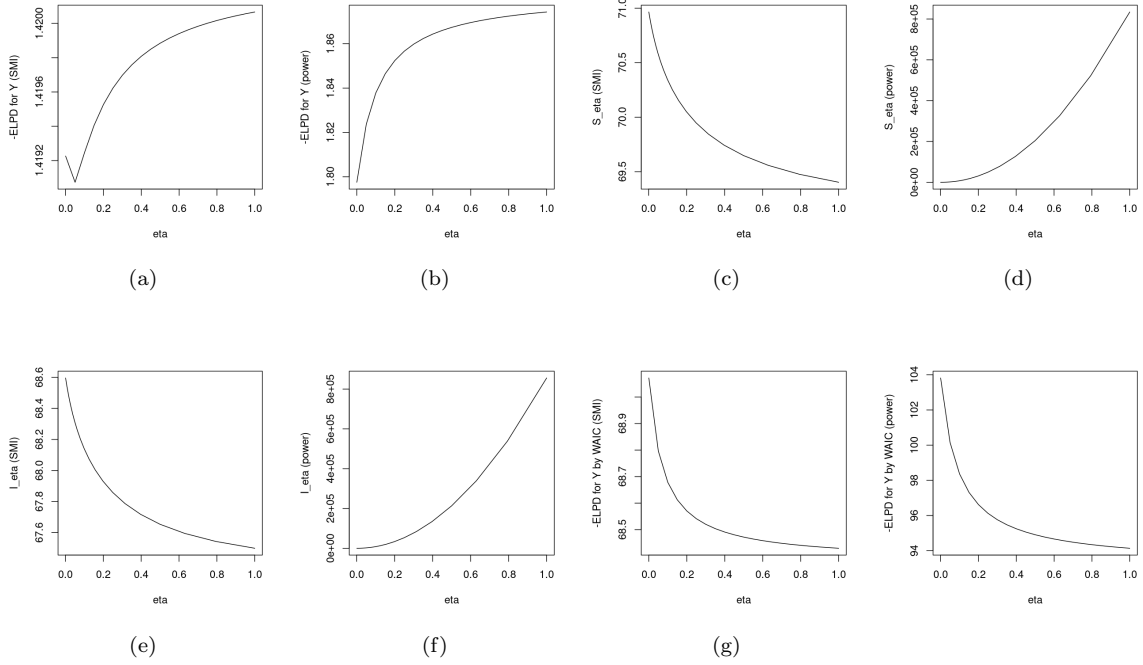 -ELPD for Y (SMI)
1.4192 1.4196 1.4200
0.0 0.2 0.4 0.6 0.8 1.0
eta
(a)
-ELPD for Y (power)
1.80 1.82 1.84 1.86
0.0 0.2 0.4 0.6 0.8 1.0
eta
(b)
S_eta (SMI)
69.5 70.0 70.5 71.0
0.0 0.2 0.4 0.6 0.8 1.0
eta
(c)
S_eta (power)
0e+00 2e+05 4e+05 6e+05 8e+05
0.0 0.2 0.4 0.6 0.8 1.0
eta
(d)
I_eta (SMI)
67.6 67.8 68.0 68.2 68.4 68.6
0.0 0.2 0.4 0.6 0.8 1.0
eta
(e)
I_eta (power)
0e+00 2e+05 4e+05 6e+05 8e+05
0.0 0.2 0.4 0.6 0.8 1.0
eta
(f)
-ELPD for Y by WAIC (SMI)
68.5 68.7 68.9
0.0 0.2 0.4 0.6 0.8 1.0
eta
(g)
-ELPD for Y by WAIC (power)
94 96 98 100 102 104
0.0 0.2 0.4 0.6 0.8 1.0
eta